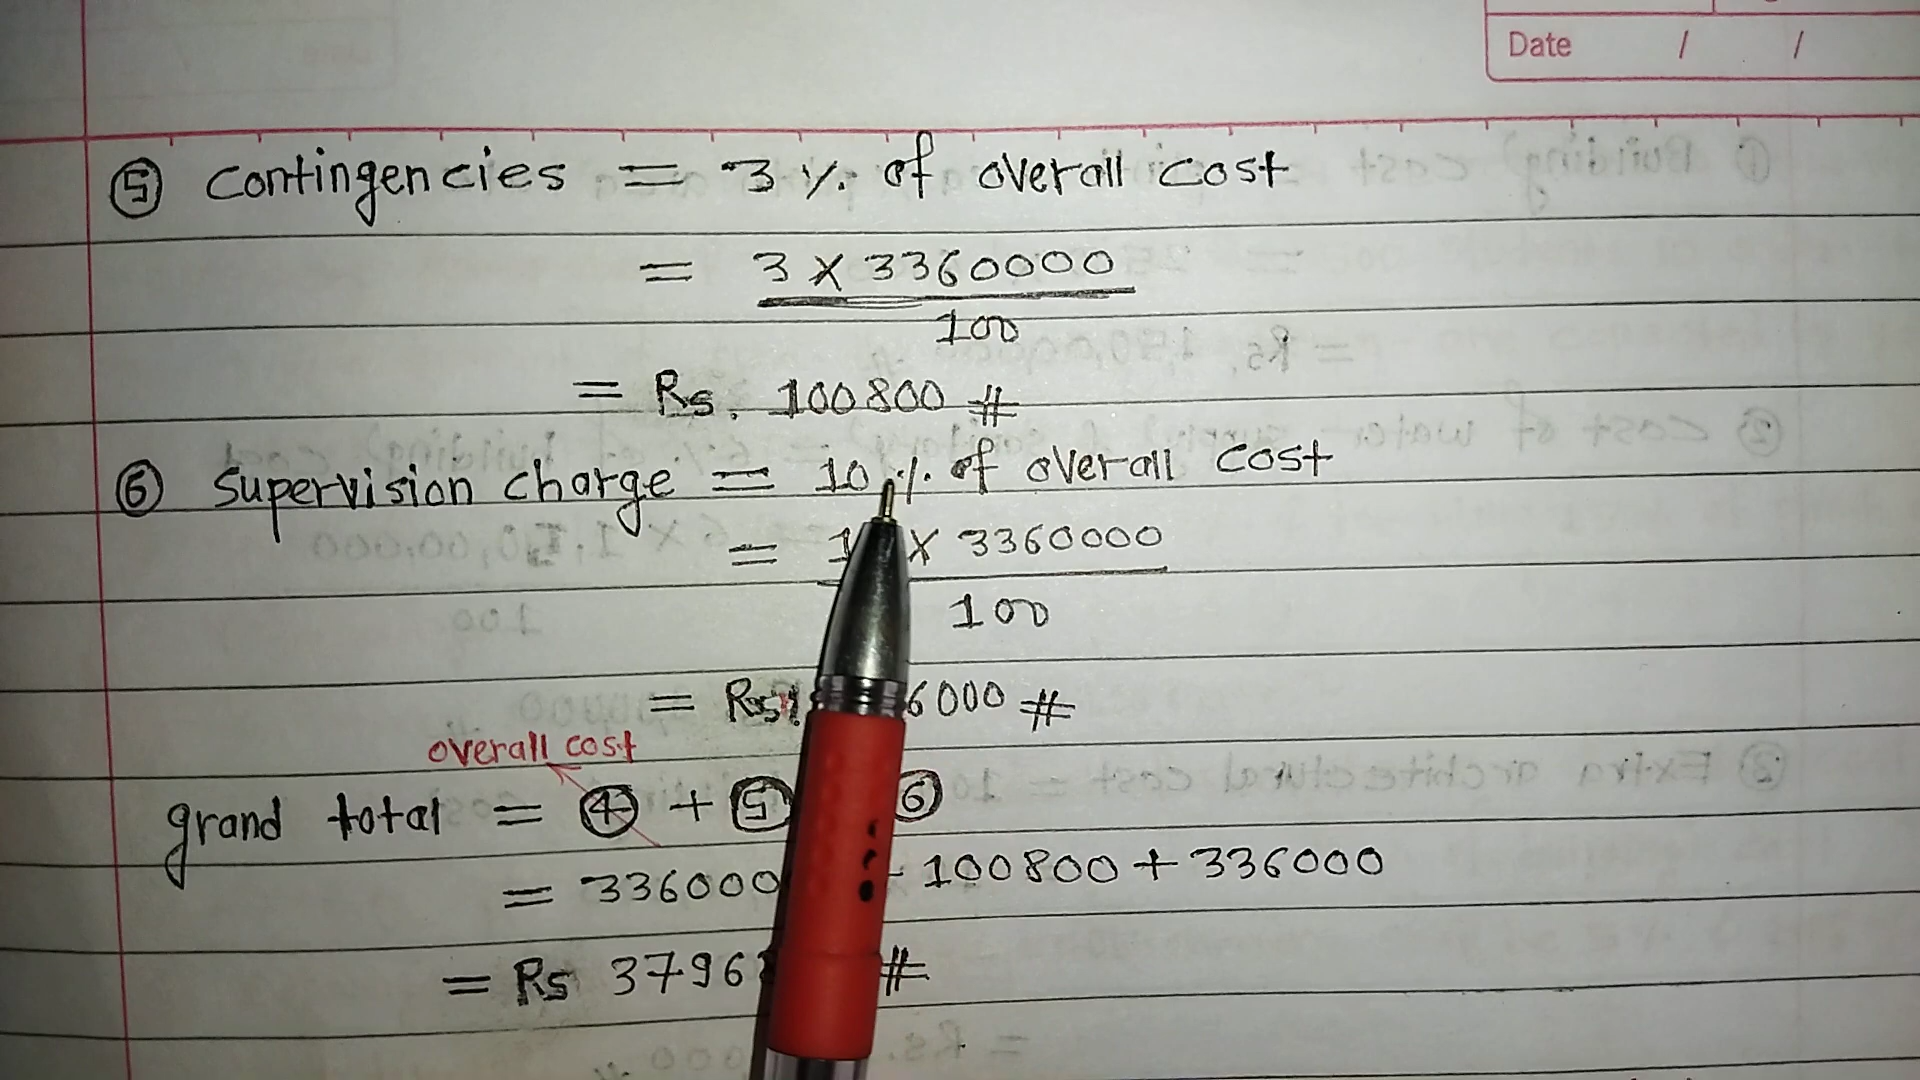 Date / /
⑤ contingencies = 3 % of overall cost
= 3 × 3360000
100
= Rs. 100800 #
⑥ supervision charge = 10 % of overall cost
= 1 × 3360000
100
= Rs 6000 #
overall cost
grand total = ④ + ⑤ ⑥
= 336000 - 100800 + 336000
= Rs 3796 #